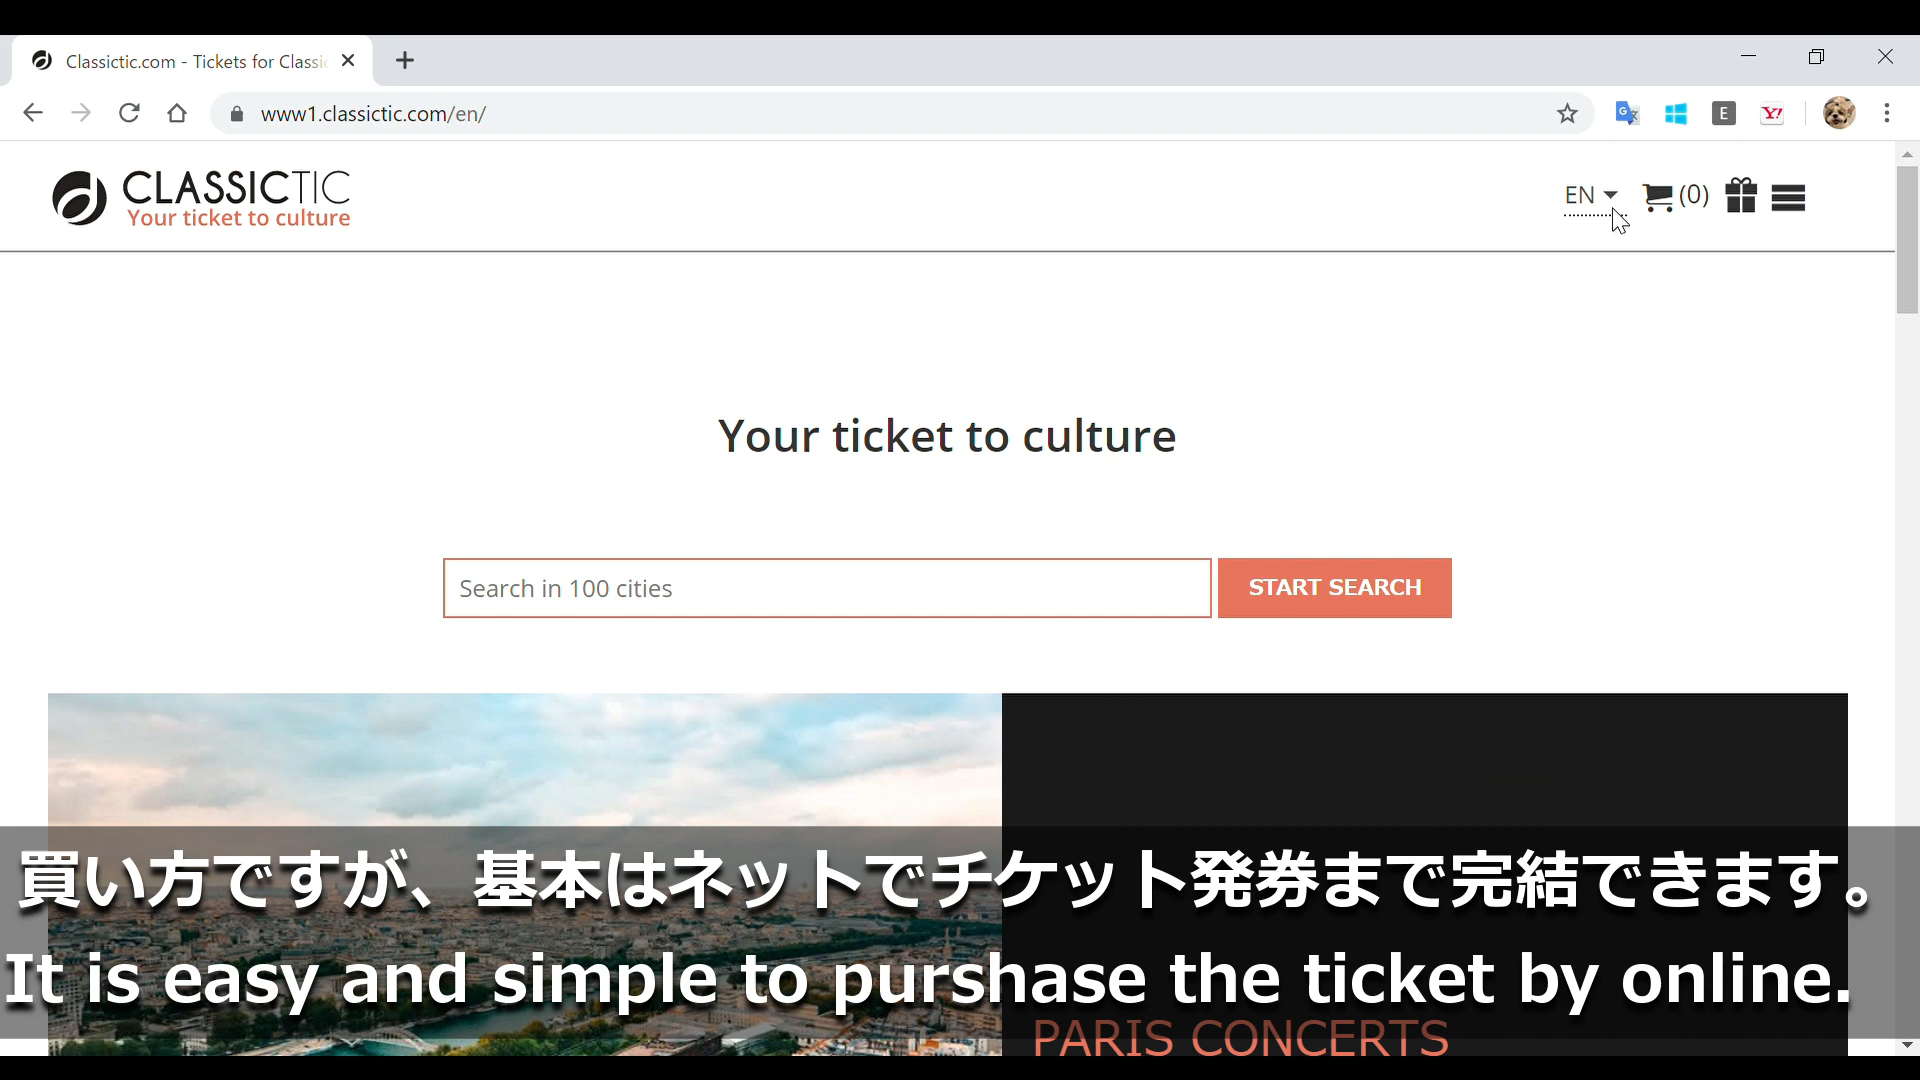 Classictic.com - Tickets for Classi
www1.classictic.com/en/
E
Y!
CLASSICTIC
Your ticket to culture
EN
(0)
Your ticket to culture
Search in 100 cities
START SEARCH
買い方ですが、基本はネットでチケット発券まで完結できます。
It is easy and simple to purshase the ticket by online.
PARIS CONCERTS